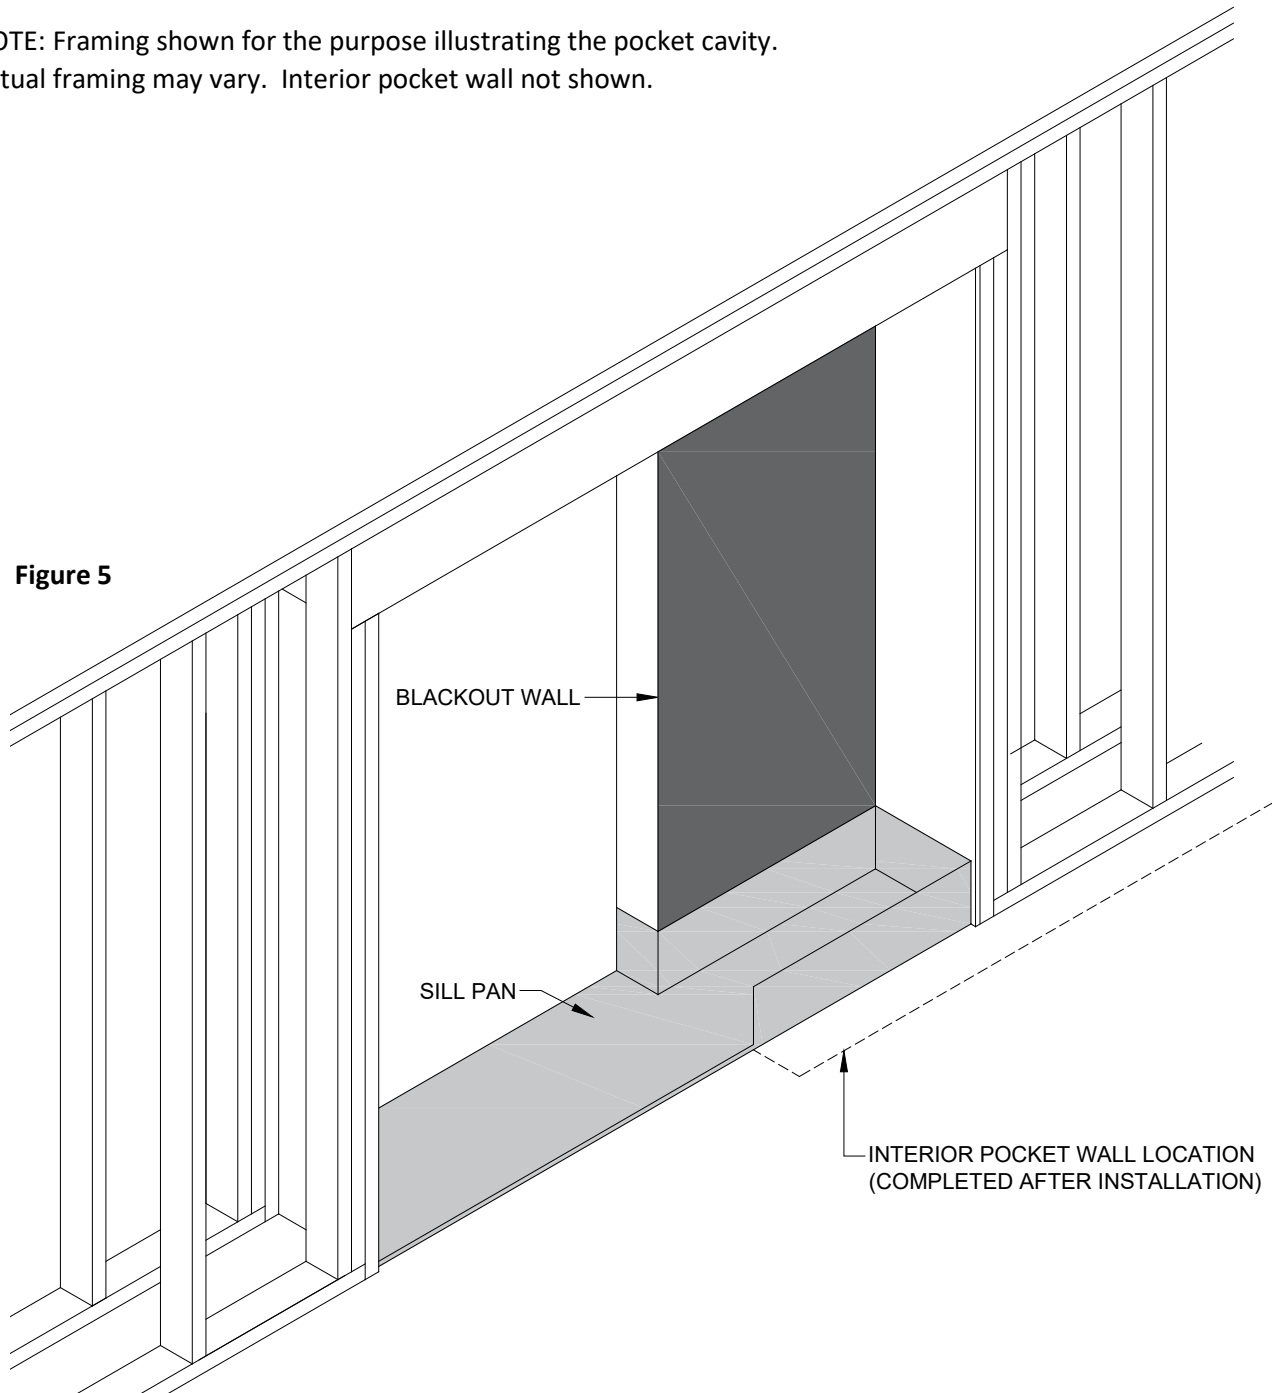 OTE: Framing shown for the purpose illustrating the pocket cavity.
tual framing may vary. Interior pocket wall not shown.
Figure 5
BLACKOUT WALL
SILL PAN
INTERIOR POCKET WALL LOCATION
(COMPLETED AFTER INSTALLATION)